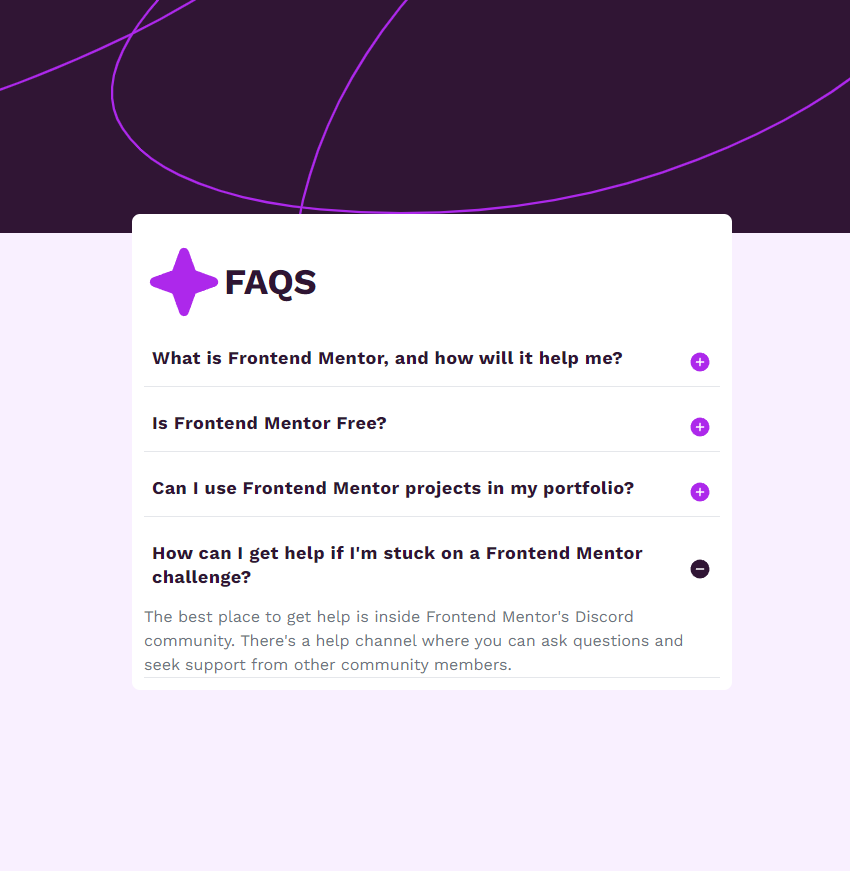 FAQS
What is Frontend Mentor, and how will it help me?
Is Frontend Mentor Free?
Can I use Frontend Mentor projects in my portfolio?
How can I get help if I'm stuck on a Frontend Mentor
challenge?
The best place to get help is inside Frontend Mentor's Discord
community. There's a help channel where you can ask questions and
seek support from other community members.